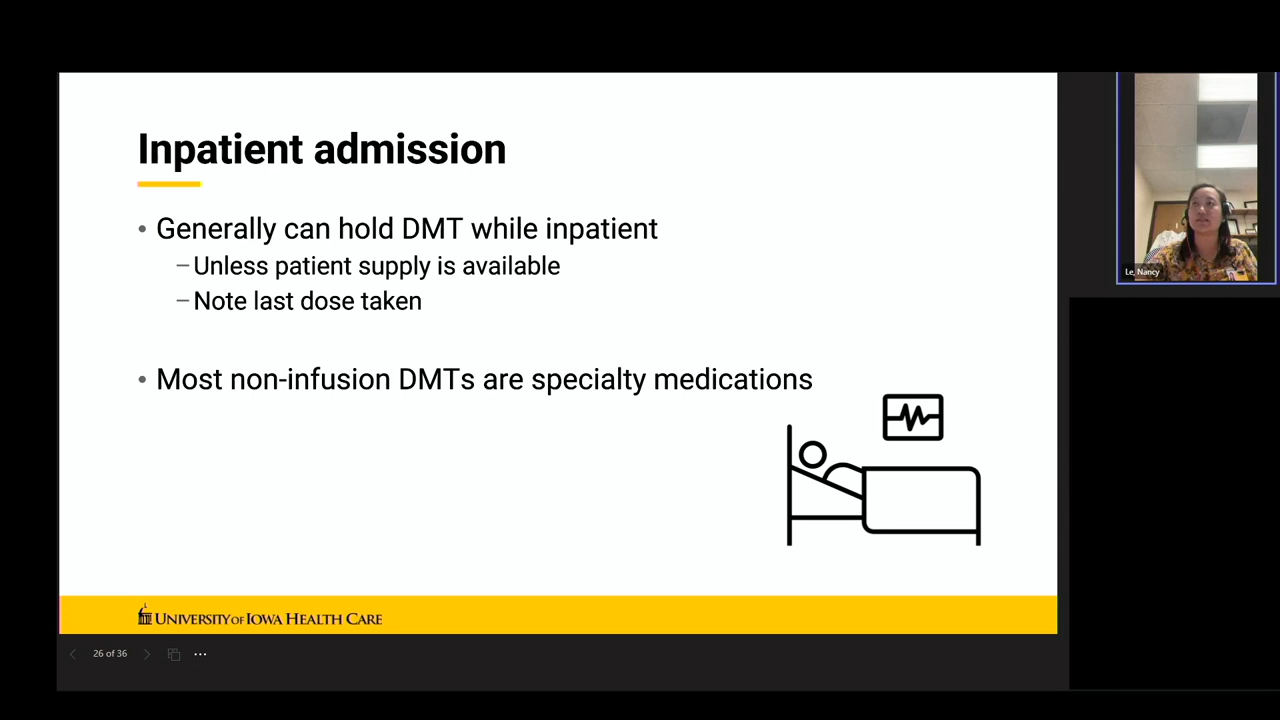 Inpatient admission
• Generally can hold DMT while inpatient
–Unless patient supply is available
–Note last dose taken
• Most non-infusion DMTs are specialty medications
UNIVERSITY OF IOWA HEALTH CARE
26 of 36
Le, Nancy